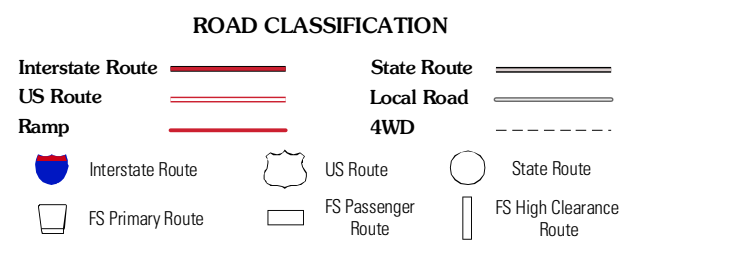 ROAD CLASSIFICATION
Interstate Route
State Route
US Route
Local Road
Ramp
4WD
Interstate Route
US Route
State Route
FS Primary Route
FS Passenger
Route
FS High Clearance
Route